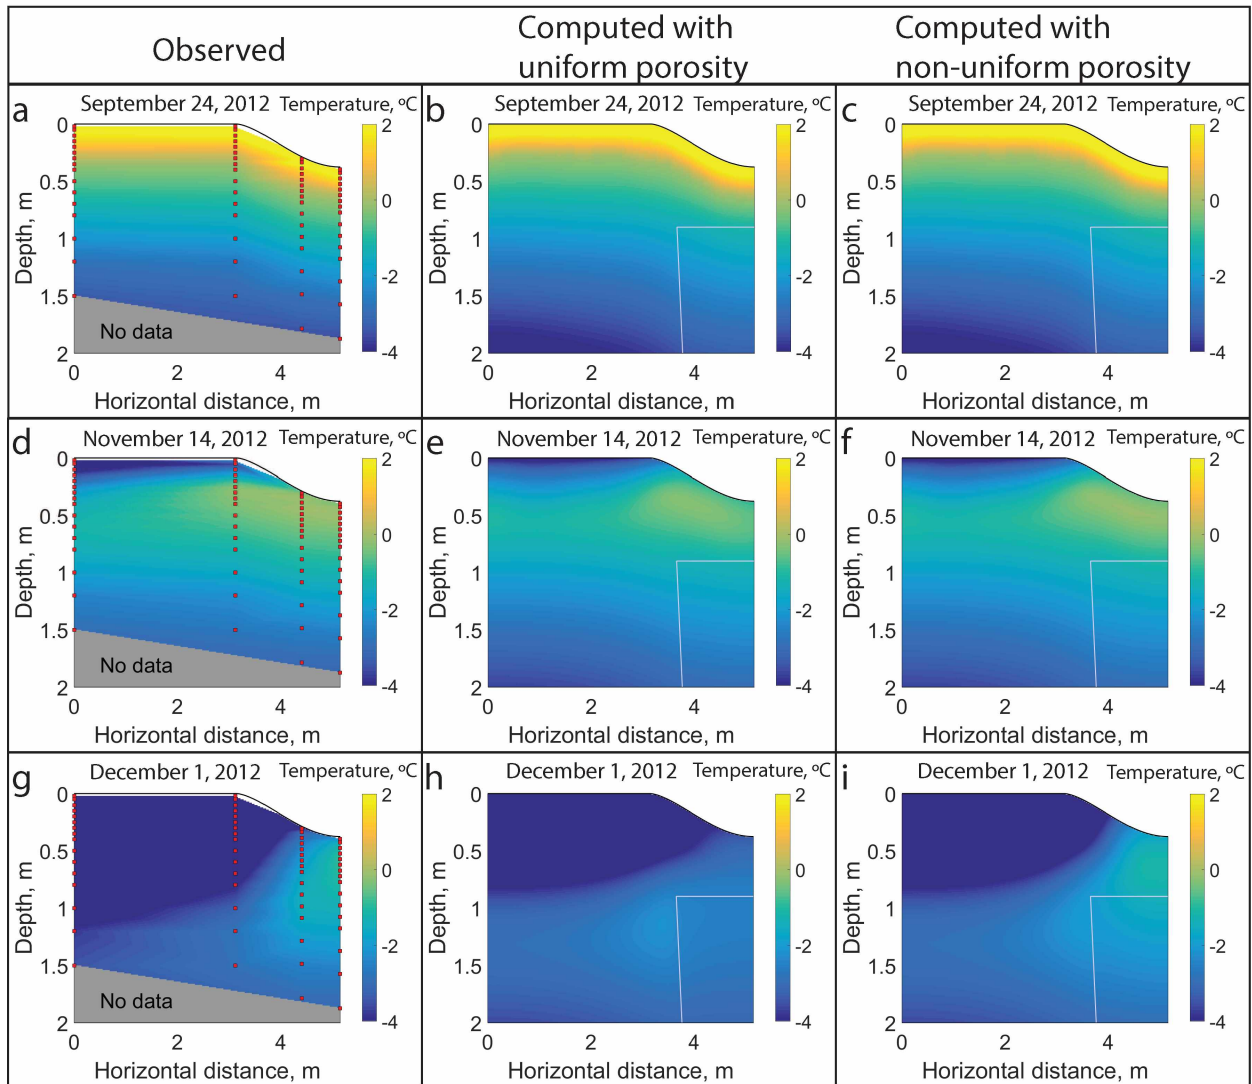 Observed
Computed with
uniform porosity
Computed with
non-uniform porosity
a
September 24, 2012
Temperature, ºC
0
0.5
1
1.5
2
Depth, m
No data
0
2
4
Horizontal distance, m
2
0
-2
-4
b
September 24, 2012
Temperature, ºC
0
0.5
1
1.5
2
Depth, m
0
2
4
Horizontal distance, m
2
0
-2
-4
c
September 24, 2012
Temperature, ºC
0
0.5
1
1.5
2
Depth, m
0
2
4
Horizontal distance, m
2
0
-2
-4
d
November 14, 2012
Temperature, ºC
0
0.5
1
1.5
2
Depth, m
No data
0
2
4
Horizontal distance, m
2
0
-2
-4
e
November 14, 2012
Temperature, ºC
0
0.5
1
1.5
2
Depth, m
0
2
4
Horizontal distance, m
2
0
-2
-4
f
November 14, 2012
Temperature, ºC
0
0.5
1
1.5
2
Depth, m
0
2
4
Horizontal distance, m
2
0
-2
-4
g
December 1, 2012
Temperature, ºC
0
0.5
1
1.5
2
Depth, m
No data
0
2
4
Horizontal distance, m
2
0
-2
-4
h
December 1, 2012
Temperature, ºC
0
0.5
1
1.5
2
Depth, m
0
2
4
Horizontal distance, m
2
0
-2
-4
i
December 1, 2012
Temperature, ºC
0
0.5
1
1.5
2
Depth, m
0
2
4
Horizontal distance, m
2
0
-2
-4